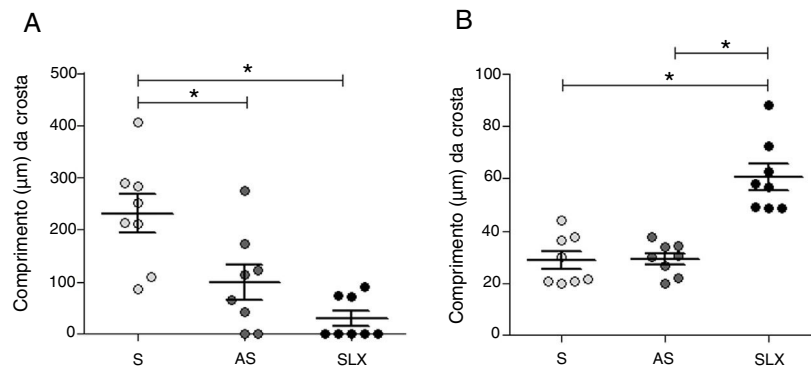 A
Comprimento (µm) da crosta
500
400
300
200
100
0
*
*
S
AS
SLX
B
Comprimento (µm) da crosta
100
80
60
40
20
0
*
*
S
AS
SLX